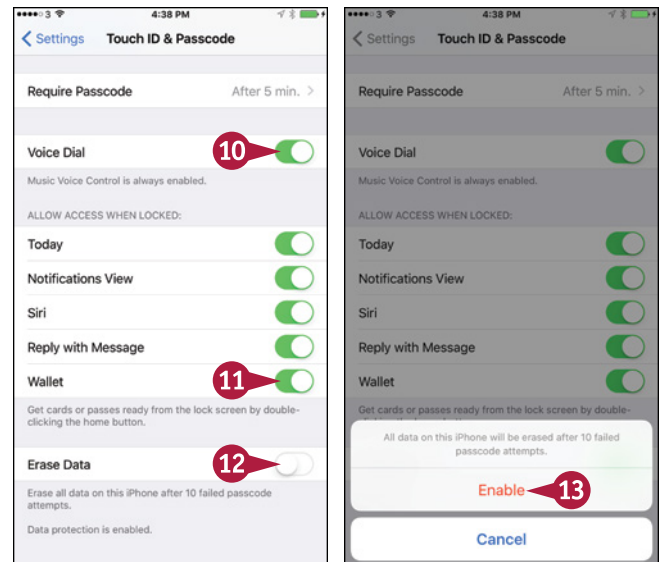 3 4:38 PM
Settings Touch ID & Passcode
Require Passcode After 5 min.
Voice Dial 10
Music Voice Control is always enabled.
ALLOW ACCESS WHEN LOCKED:
Today
Notifications View
Siri
Reply with Message
Wallet 11
Get cards or passes ready from the lock screen by double-
clicking the home button.
Erase Data 12
Erase all data on this iPhone after 10 failed passcode
attempts.
Data protection is enabled.
3 4:38 PM
Settings Touch ID & Passcode
Require Passcode After 5 min.
Voice Dial
Music Voice Control is always enabled.
ALLOW ACCESS WHEN LOCKED:
Today
Notifications View
Siri
Reply with Message
Wallet
Get cards or passes ready from the lock screen by double-
All data on this iPhone will be erased after 10 failed
passcode attempts.
Enable 13
Cancel